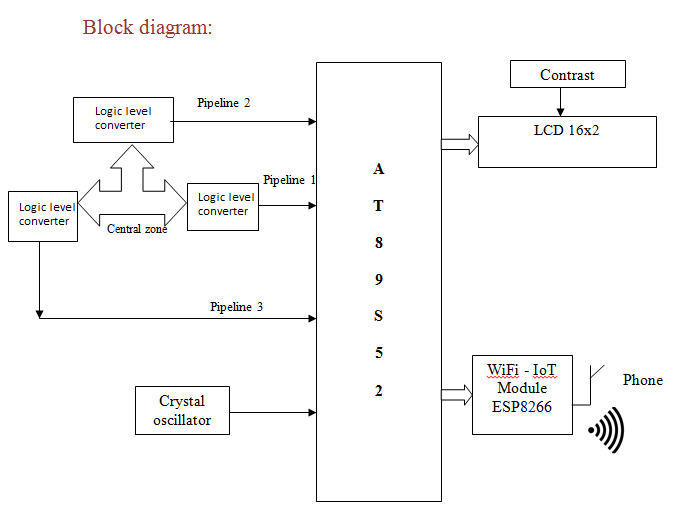 Block diagram:
Contrast
LCD 16x2
Logic level
converter
Pipeline 2
Pipeline 1
Logic level
converter
Logic level
converter
Central zone
Pipeline 3
A
T
8
9
S
5
2
Crystal
oscillator
WiFi - IoT
Module
ESP8266
Phone